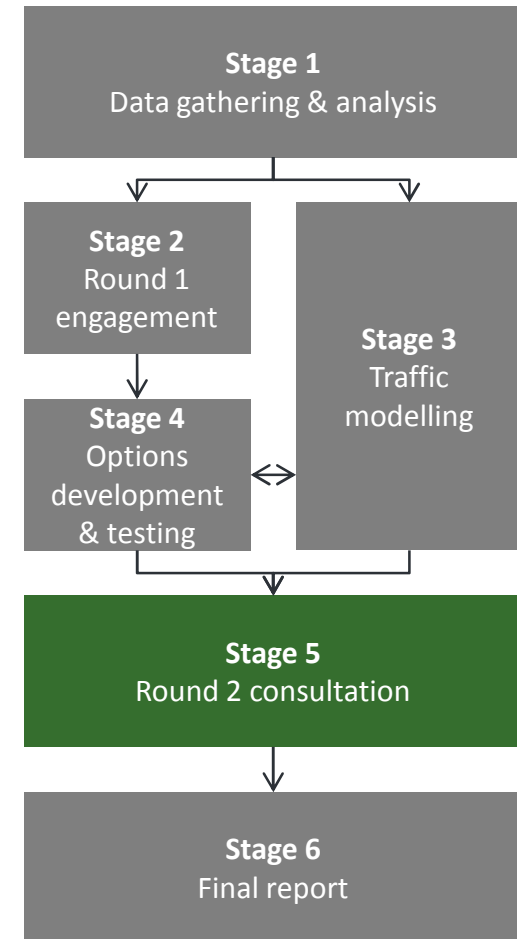 Stage 1
Data gathering & analysis
Stage 2
Round 1
engagement
Stage 3
Traffic
modelling
Stage 4
Options
development
& testing
Stage 5
Round 2 consultation
Stage 6
Final report